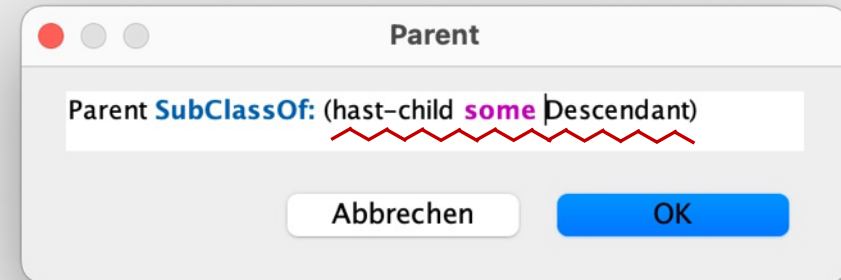 Parent
Parent SubClassOf: (hast-child some Descendant)
Abbrechen
OK